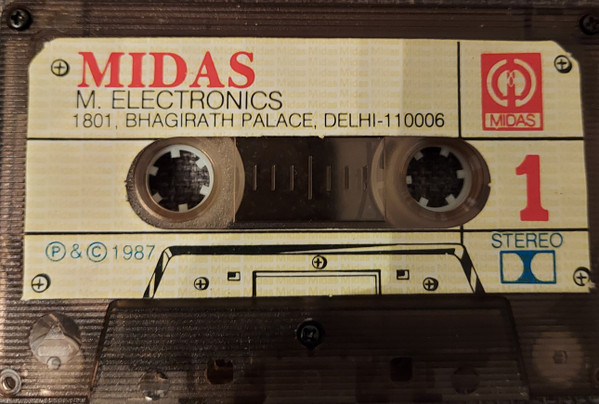 MIDAS
M. ELECTRONICS
1801, BHAGIRATH PALACE, DELHI-110006
MIDAS
1
STEREO
Ⓟ & © 1987